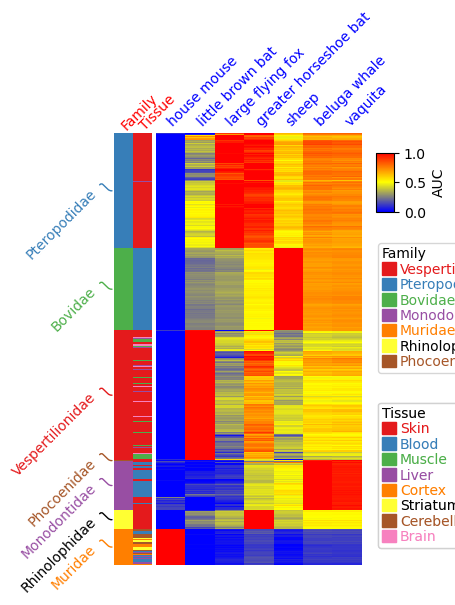 Family
Tissue
house mouse
little brown bat
large flying fox
greater horseshoe bat
sheep
beluga whale
vaquita
Pteropodidae
Bovidae
Vespertilionidae
Phocoenidae
Monodontidae
Rhinolophidae
Muridae
1.0
0.5
0.0
AUC
Family
Vesperti
Pteropod
Bovidae
Monodo
Muridae
Rhinolop
Phocoer
Tissue
Skin
Blood
Muscle
Liver
Cortex
Striatum
Cerebell
Brain